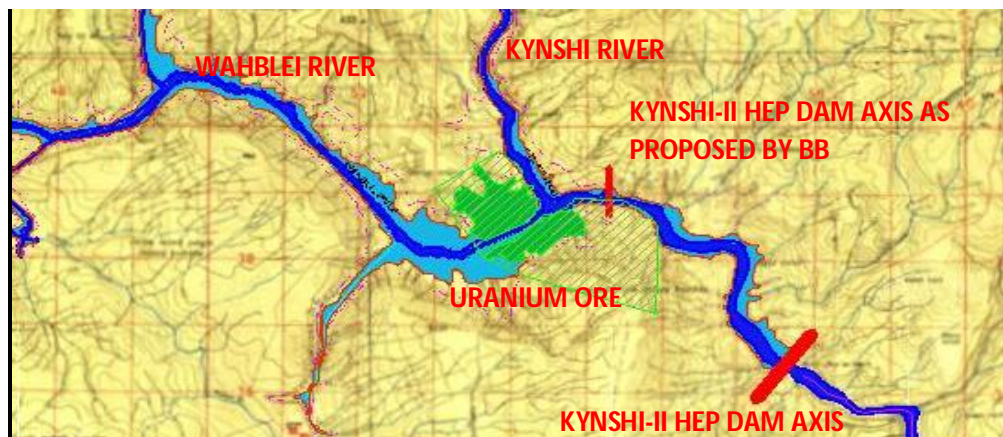 WAHBLEI RIVER
KYNSHI RIVER
KYNSHI-II HEP DAM AXIS AS
PROPOSED BY BB
URANIUM ORE
KYNSHI-II HEP DAM AXIS